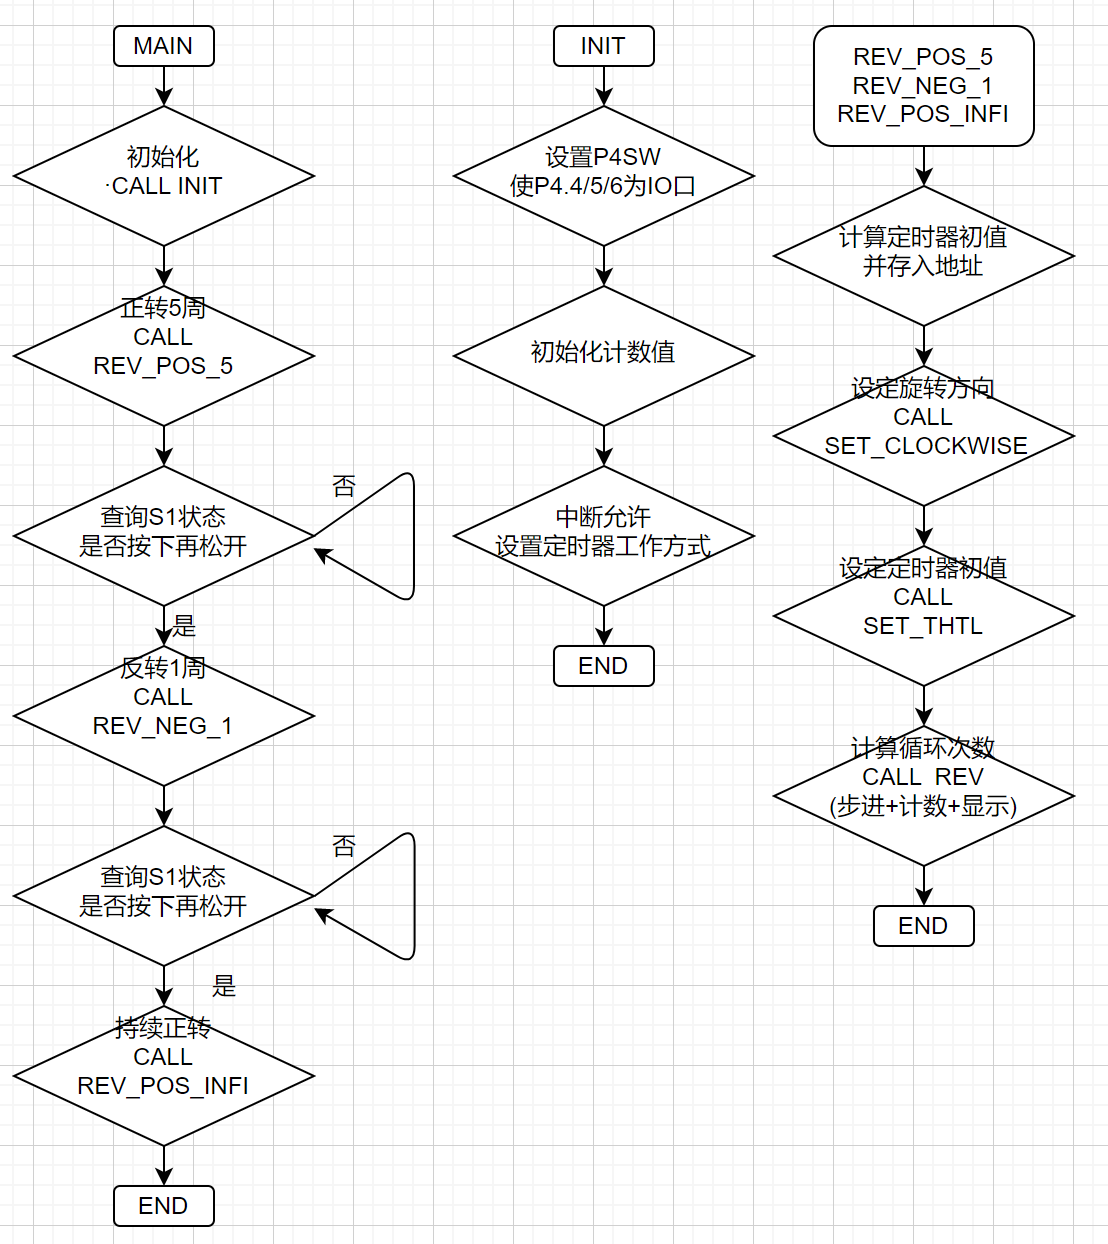 MAIN
初始化
·CALL INIT
正转5周
CALL
REV_POS_5
查询S1状态
是否按下再松开
否
是
反转1周
CALL
REV_NEG_1
查询S1状态
是否按下再松开
否
是
持续正转
CALL
REV_POS_INFI
END
INIT
设置P4SW
使P4.4/5/6为IO口
初始化计数值
中断允许
设置定时器工作方式
END
REV_POS_5
REV_NEG_1
REV_POS_INFI
计算定时器初值
并存入地址
设定旋转方向
CALL
SET_CLOCKWISE
设定定时器初值
CALL
SET_THTL
计算循环次数
CALL REV
(步进+计数+显示)
END